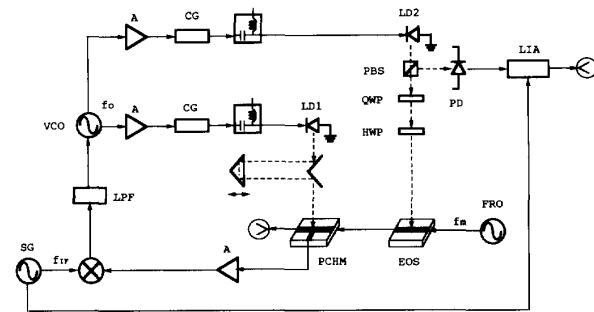 A CG LD2
PBS LIA
fo A CG LD1 QWP PD
VCO
HWP
LPF FRO
fm
SG A
fIF PCHM EOS